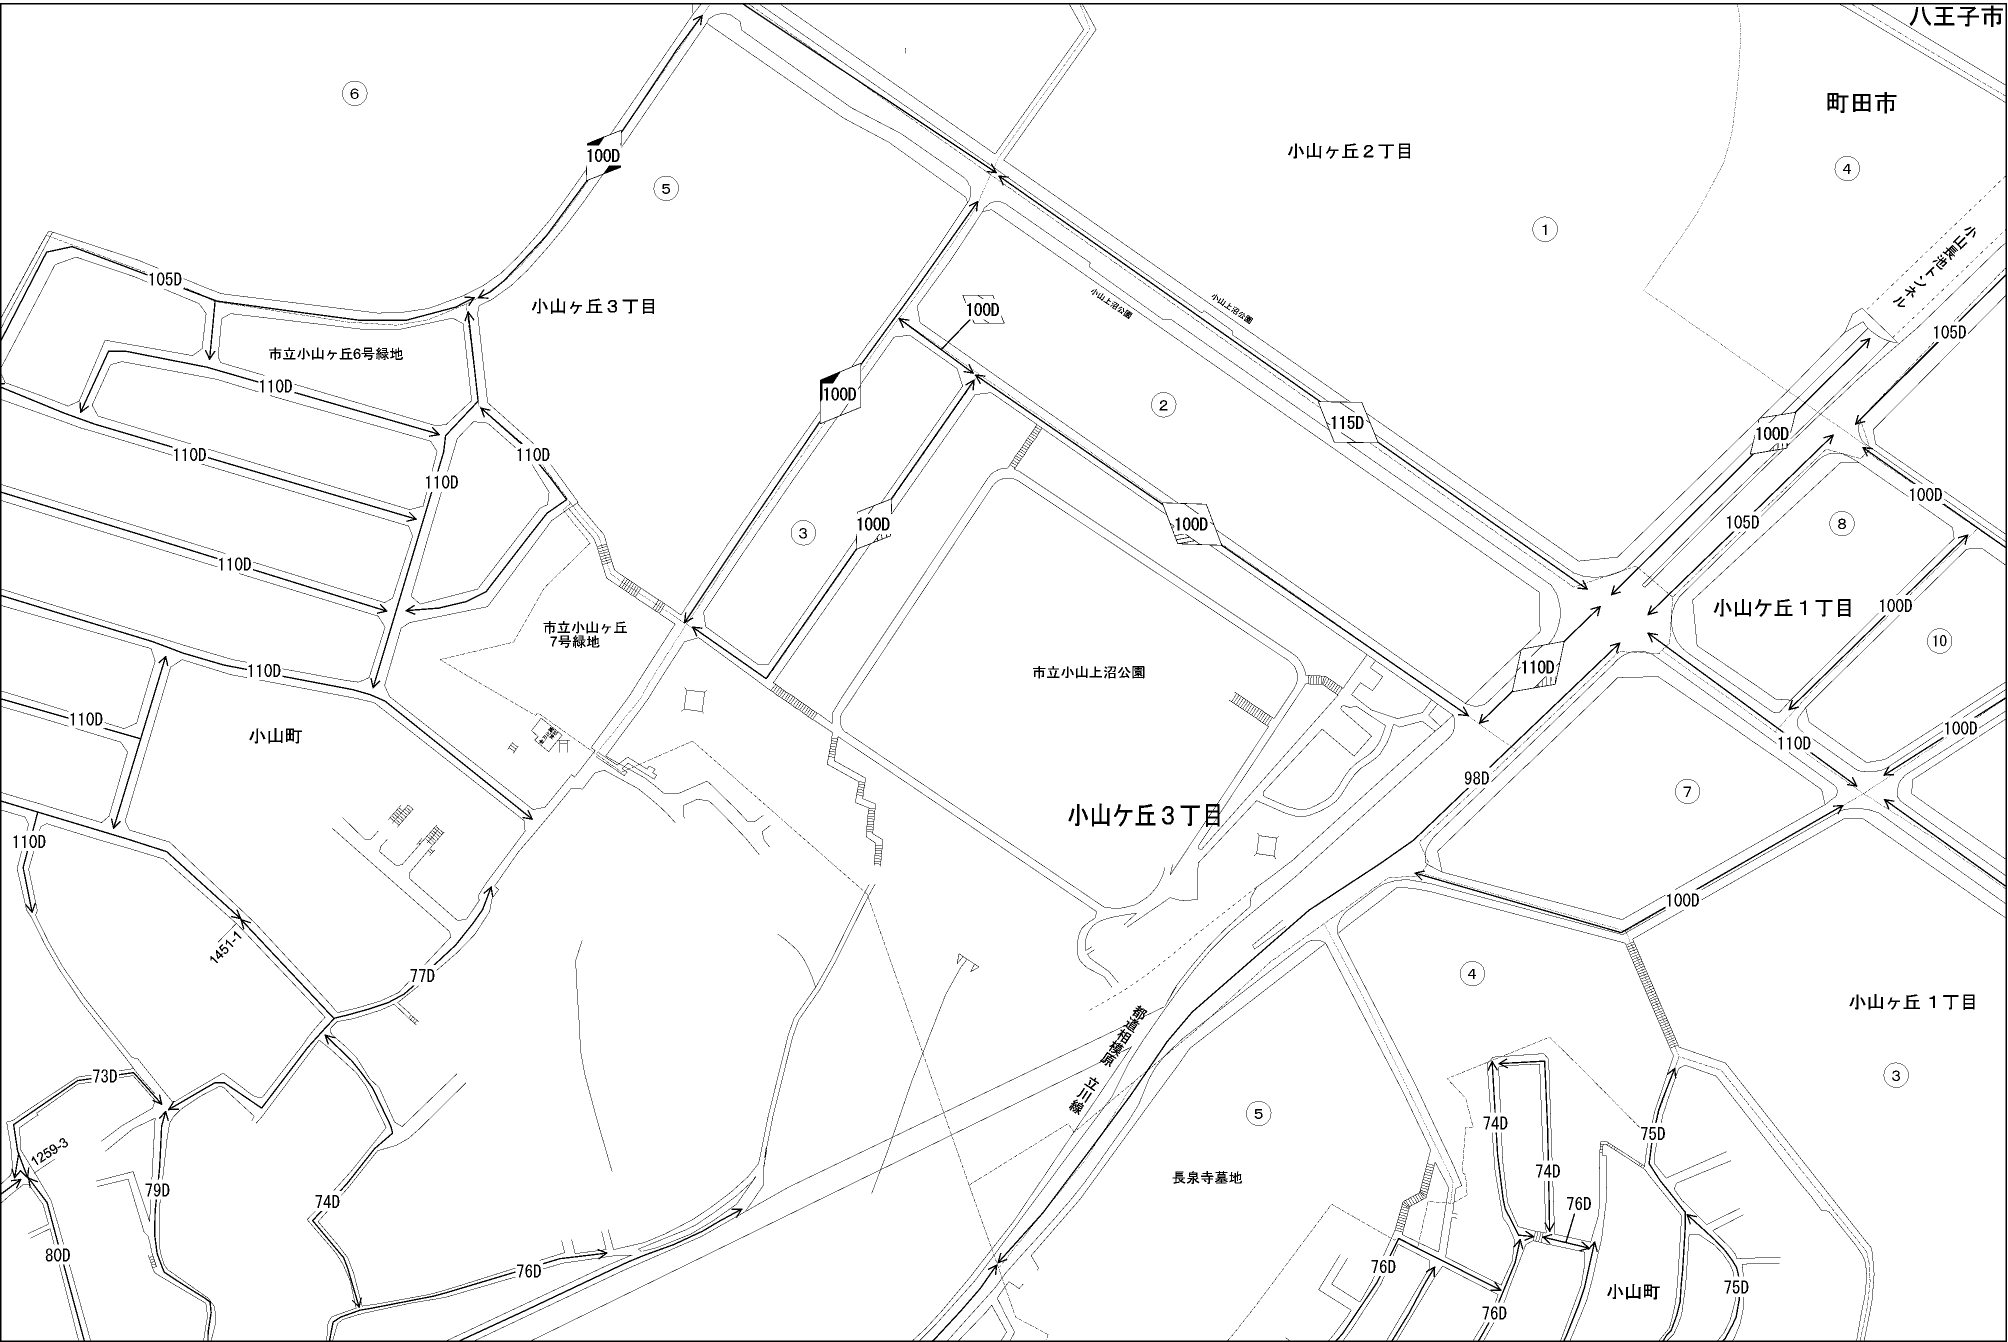 八王子市
町田市
⑥
小山ヶ丘２丁目
100D
④
⑤
①
小山長池トンネル
105D
小山ヶ丘３丁目
小山上沼公園
小山上沼公園
100D
105D
市立小山ヶ丘6号緑地
110D
100D
②
115D
100D
110D
110D
110D
100D
③
100D
100D
105D
⑧
110D
100D
小山ケ丘１丁目
市立小山ヶ丘
7号緑地
⑩
110D
市立小山上沼公園
110D
110D
小山町
100D
110D
98D
⑦
小山ケ丘３丁目
110D
100D
1451-1
77D
④
小山ヶ丘１丁目
都道相模原　立川線
73D
⑤
③
74D
75D
1259-3
74D
長泉寺墓地
79D
74D
76D
80D
76D
76D
75D
小山町
76D